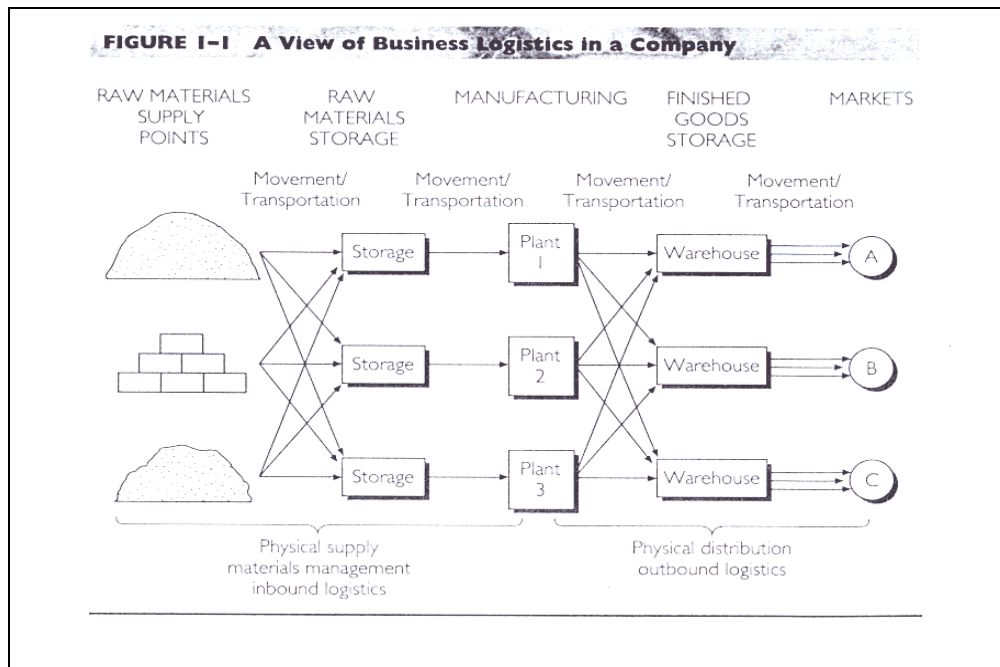 FIGURE 1-1 A View of Business Logistics in a Company
RAW MATERIALS
SUPPLY
POINTS
RAW
MATERIALS
STORAGE
MANUFACTURING
FINISHED
GOODS
STORAGE
MARKETS
Movement/
Transportation
Movement/
Transportation
Movement/
Transportation
Movement/
Transportation
Storage
Plant
1
Warehouse
A
Storage
Plant
2
Warehouse
B
Storage
Plant
3
Warehouse
C
Physical supply
materials management
inbound logistics
Physical distribution
outbound logistics